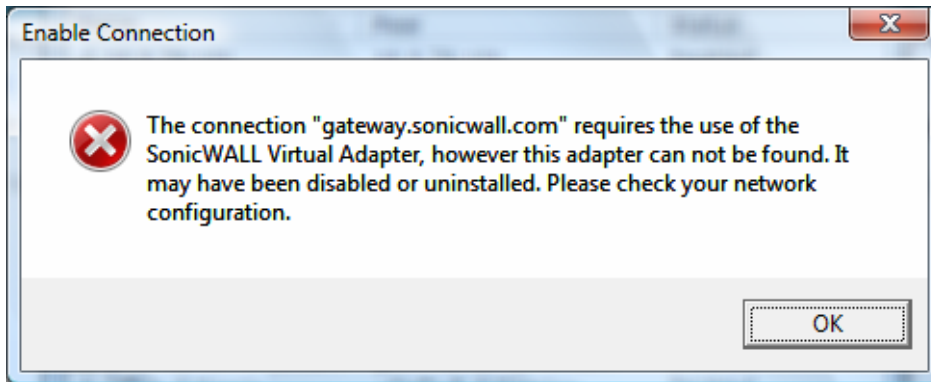 Enable Connection
The connection "gateway.sonicwall.com" requires the use of the
SonicWALL Virtual Adapter, however this adapter can not be found. It
may have been disabled or uninstalled. Please check your network
configuration.
OK